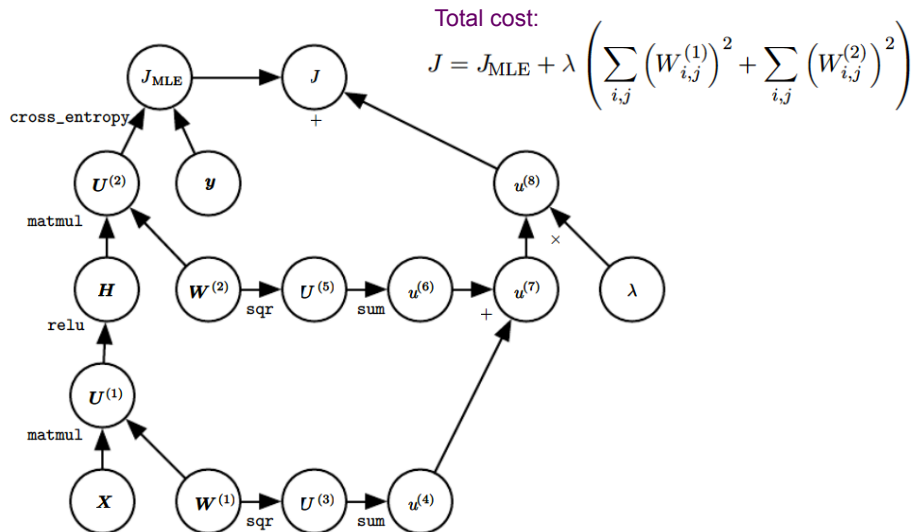 Total cost:
J = J_MLE + λ ( ∑_{i,j} (W_{i,j}^{(1)})^2 + ∑_{i,j} (W_{i,j}^{(2)})^2 )
J_MLE J
cross_entropy +
U^{(2)} y u^{(8)}
matmul ×
H W^{(2)} U^{(5)} u^{(6)} u^{(7)} λ
relu sqr sum +
U^{(1)}
matmul
X W^{(1)} U^{(3)} u^{(4)}
sqr sum